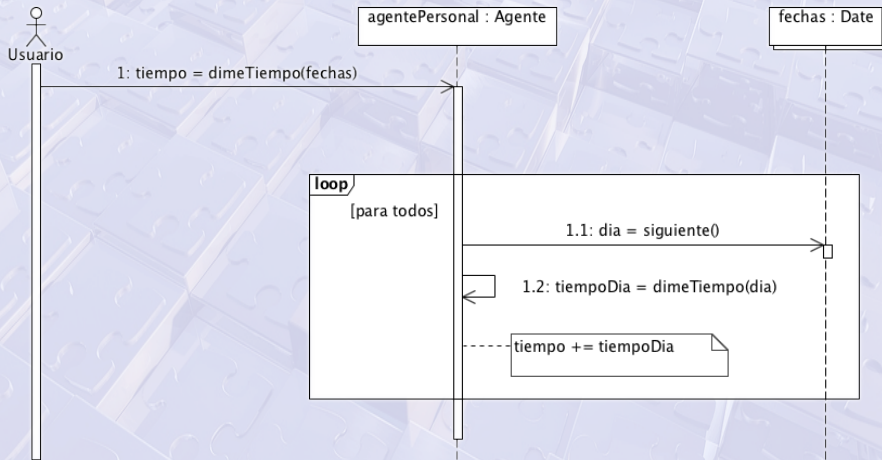 agentePersonal : Agente
fechas : Date
Usuario
1: tiempo = dimeTiempo(fechas)
loop
[para todos]
1.1: dia = siguiente()
1.2: tiempoDia = dimeTiempo(dia)
tiempo += tiempoDia